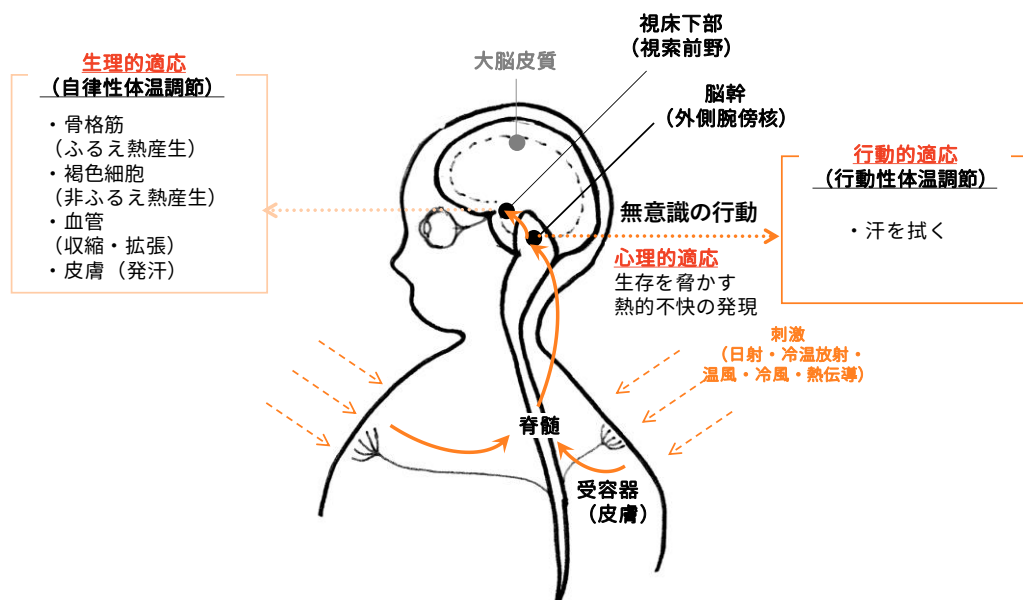 視床下部
（視索前野）
大脳皮質
脳幹
（外側腕傍核）
生理的適応
（自律性体温調節）
・骨格筋
（ふるえ熱産生）
・褐色細胞
（非ふるえ熱産生）
・血管
（収縮・拡張）
・皮膚（発汗）
行動的適応
（行動性体温調節）
・汗を拭く
無意識の行動
心理的適応
生存を脅かす
熱的不快の発現
刺激
（日射・冷温放射・
温風・冷風・熱伝導）
脊髄
受容器
（皮膚）